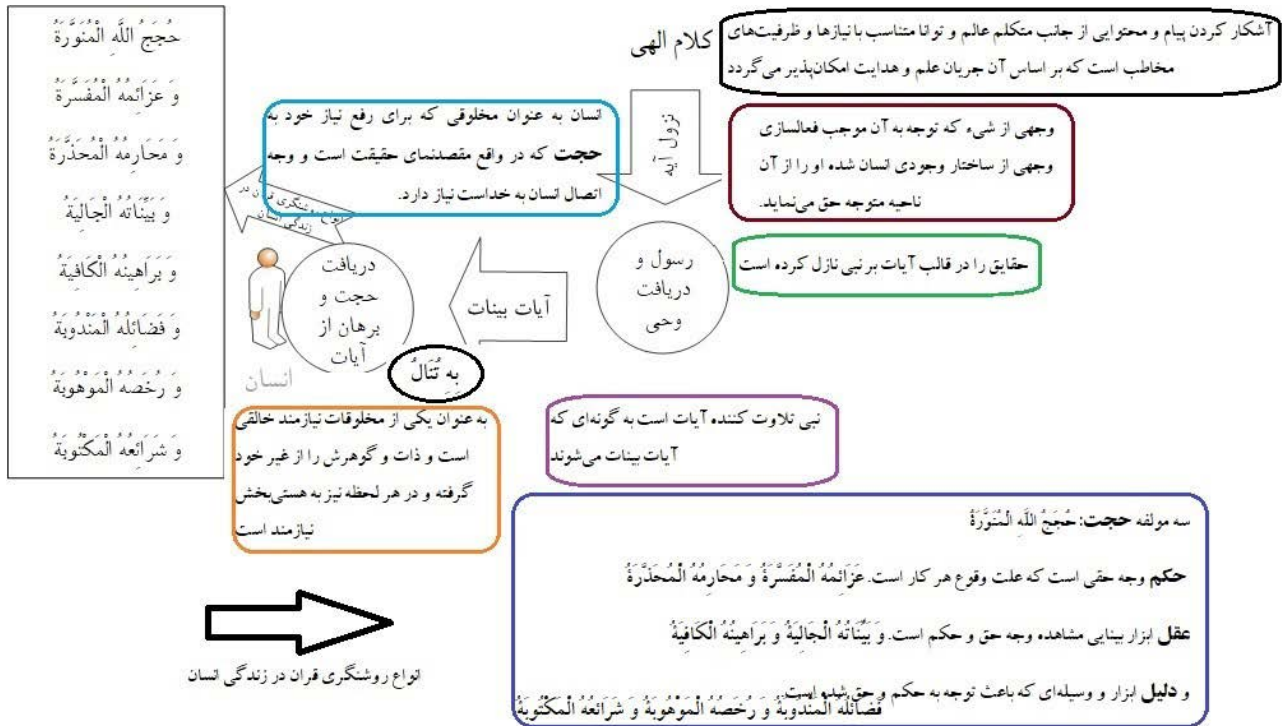 آشکار کردن پیام و محتوایی از جانب متکلم عالم و توانا متناسب با نیازها و ظرفیت‌های
مخاطب است که بر اساس آن جریان علم و هدایت امکان‌پذیر می‌گردد
کلام الهی
نزول آیه
وجهی از شیء که توجه به آن موجب فعالسازی
وجهی از ساختار وجودی انسان شده او را از آن
ناحیه متوجه حق می‌نماید.
حقایق را در قالب آیات بر نبی نازل کرده است
رسول و
دریافت
وحی
آیات بینات
انسان به عنوان مخلوقی که برای رفع نیاز خود به
حجت که در واقع مقصدنمای حقیقت است و وجه
اتصال انسان به خداست نیاز دارد.
دریافت
حجت و
برهان از
آیات
انواع روشنگری قران در
زندگی انسان
انسان
بِهِ تُنَالُ
حُجَجُ اللَّهِ الْمُنَوَّرَةُ
وَ عَزَائِمُهُ الْمُفَسَّرَةُ
وَ مَحَارِمُهُ الْمُحَذَّرَةُ
وَ بَيِّنَاتُهُ الْجَالِيَةُ
وَ بَرَاهِينُهُ الْكَافِيَةُ
وَ فَضَائِلُهُ الْمَنْدُوبَةُ
وَ رُخَصُهُ الْمَوْهُوبَةُ
وَ شَرَائِعُهُ الْمَكْتُوبَةُ
نبی تلاوت کننده آیات است به گونه‌ای که
آیات بینات می‌شوند
به عنوان یکی از مخلوقات نیازمند خالقی
است و ذات و گوهرش را از غیر خود
گرفته و در هر لحظه نیز به هستی‌بخش
نیازمند است
سه مولفه حجت: حُجَجُ اللَّهِ الْمُنَوَّرَةُ
حکم وجه حقی است که علت وقوع هر کار است. عَزَائِمُهُ الْمُفَسَّرَةُ وَ مَحَارِمُهُ الْمُحَذَّرَةُ
عقل ابزار بینایی مشاهده وجه حق و حکم است. وَ بَيِّنَاتُهُ الْجَالِيَةُ وَ بَرَاهِينُهُ الْكَافِيَةُ
و دلیل ابزار و وسیله‌ای که باعث توجه به حکم و حق شده است.
فَضَائِلُهُ الْمَنْدُوبَةُ وَ رُخَصُهُ الْمَوْهُوبَةُ وَ شَرَائِعُهُ الْمَكْتُوبَةُ
انواع روشنگری قران در زندگی انسان